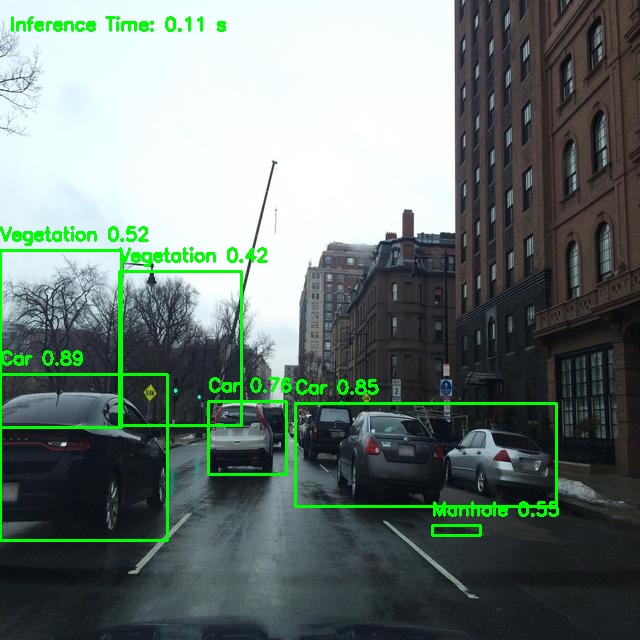 Inference Time: 0.11 s
Vegetation 0.52
Vegetation 0.42
Car 0.89
Car 0.76
Car 0.85
Manhole 0.55